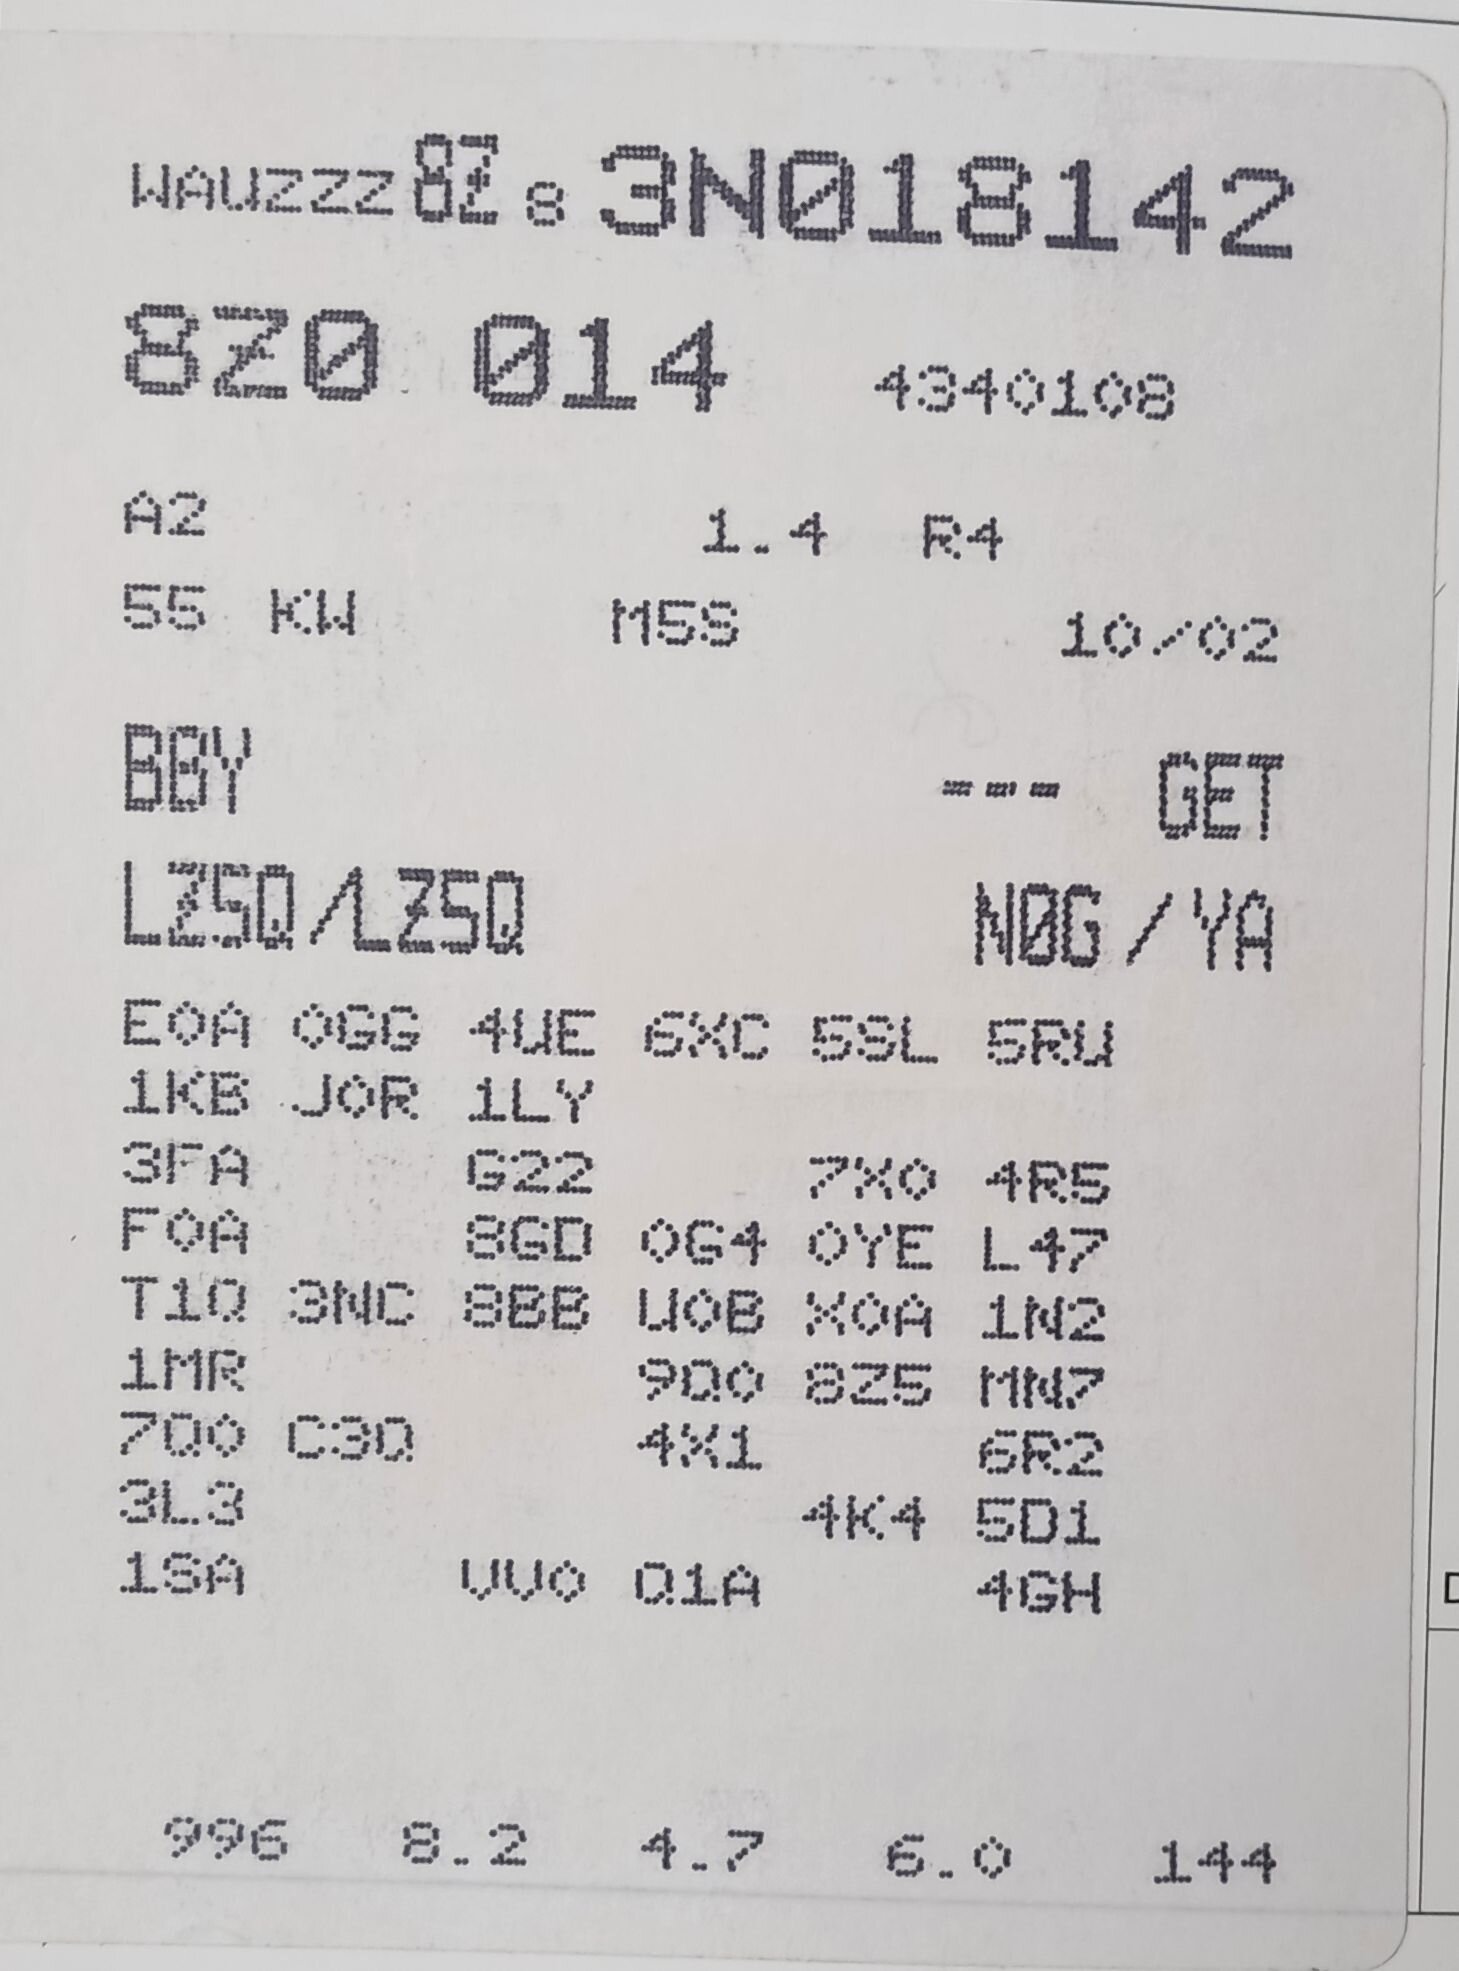 WAUZZZ8Z83N018142
8Z0 014 4340108
A2 1.4 R4
55 KW M5S 10/02
BBY --- GET
LZ5Q/LZ5Q N0G/YA
E0A 0GG 4UE 6XC 5SL 5RU
1KB J0R 1LY
3FA G22 7X0 4R5
F0A 8GD 0G4 0YE L47
T1Q 3NC 8BB U0B X0A 1N2
1MR 9Q0 8Z5 MN7
7Q0 C3Q 4X1 6R2
3L3 4K4 5D1
1SA VV0 Q1A 4GH
996 8.2 4.7 6.0 144